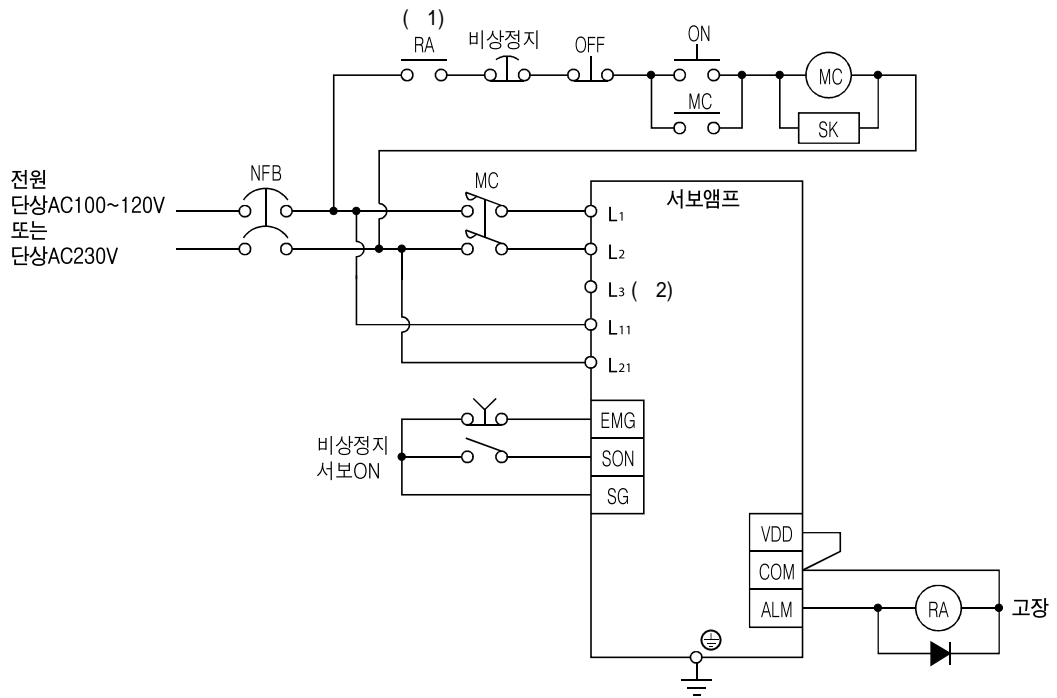 (  1)
RA
비상정지
OFF
ON
MC
MC
SK
전원
단상AC100~120V
또는
단상AC230V
NFB
MC
서보앰프
L1
L2
L3 (  2)
L11
L21
비상정지
서보ON
EMG
SON
SG
VDD
COM
ALM
RA
고장